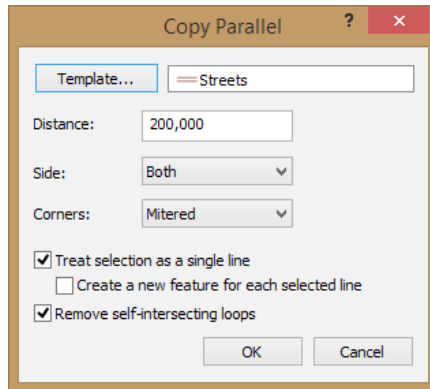 Copy Parallel ?
Template... Streets
Distance: 200,000
Side: Both
Corners: Mitered
Treat selection as a single line
Create a new feature for each selected line
Remove self-intersecting loops
OK Cancel